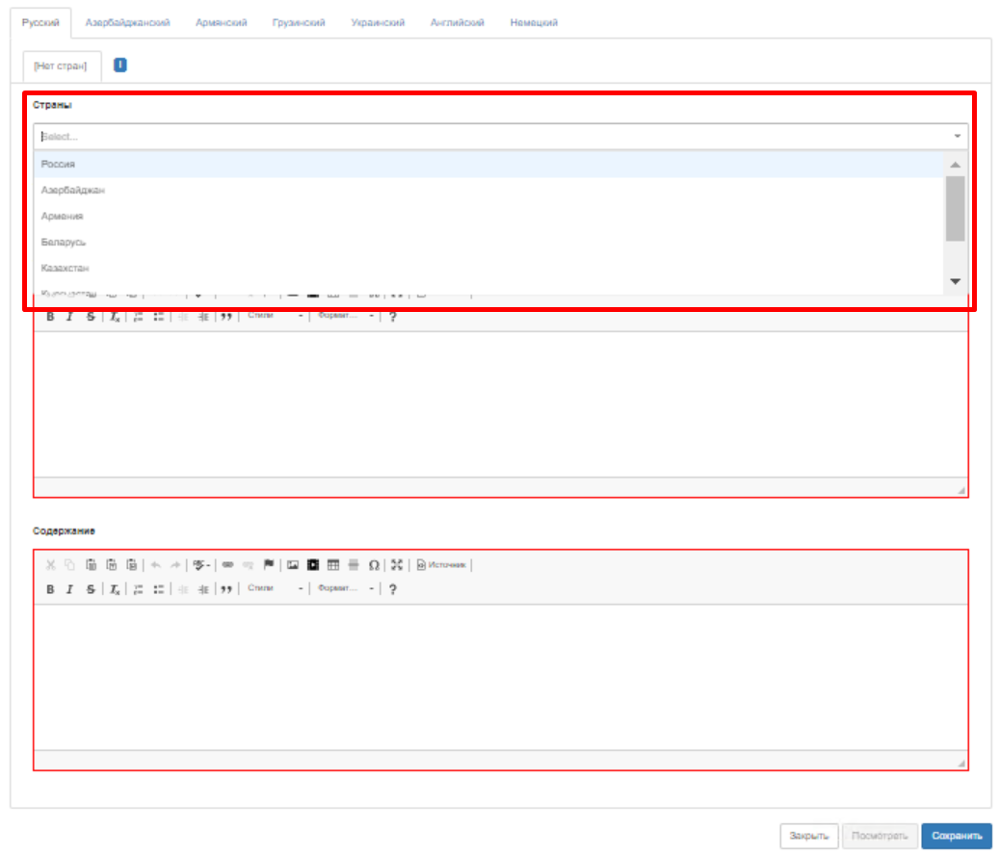 Русский Азербайджанский Армянский Грузинский Украинский Английский Немецкий
[Нет стран]
Страны
Select...
Россия
Азербайджан
Армения
Беларусь
Казахстан
Кыргызстан
B I S Tx Стили Формат... ?
Содержание
Ω Источник
B I S Tx Стили Формат... ?
Закрыть Посмотреть Сохранить